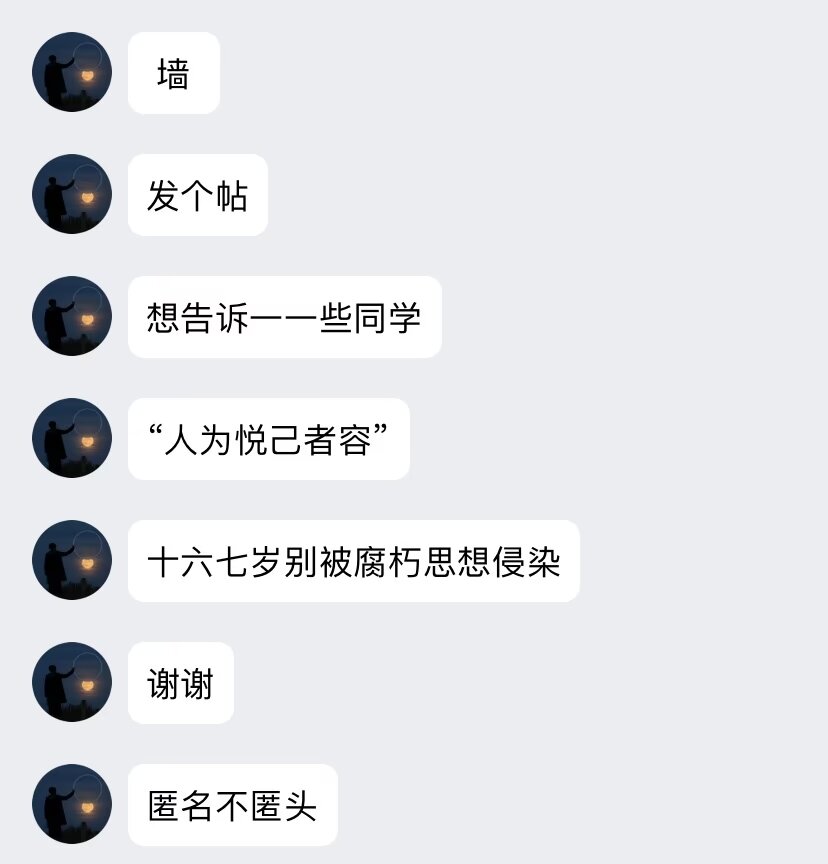 墙
发个帖
想告诉一一些同学
“人为悦己者容”
十六七岁别被腐朽思想侵染
谢谢
匿名不匿头